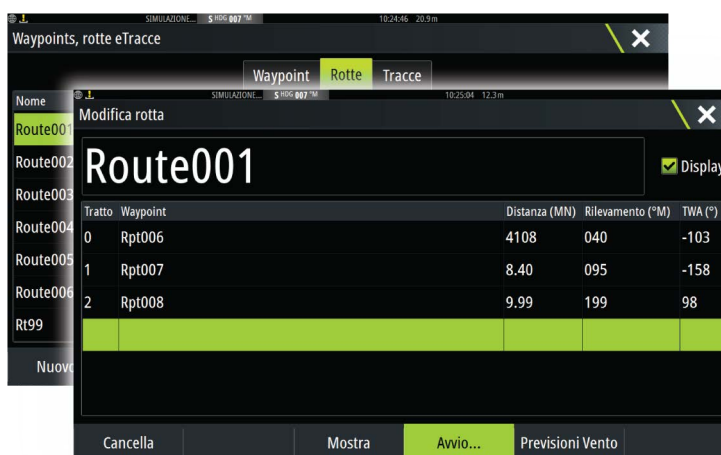 SIMULAZIONE... S HDG 007 °M 10:24:46 20.9 m
Waypoints, rotte eTracce
Waypoint Rotte Tracce
Nome
Route001
Route002
Route003
Route004
Route005
Route006
Rt99
Nuovo
SIMULAZIONE... S HDG 007 °M 10:25:04 12.3 m
Modifica rotta
Route001 Display
Tratto Waypoint Distanza (MN) Rilevamento (°M) TWA (°)
0 Rpt006 4108 040 -103
1 Rpt007 8.40 095 -158
2 Rpt008 9.99 199 98
Cancella Mostra Avvio... Previsioni Vento